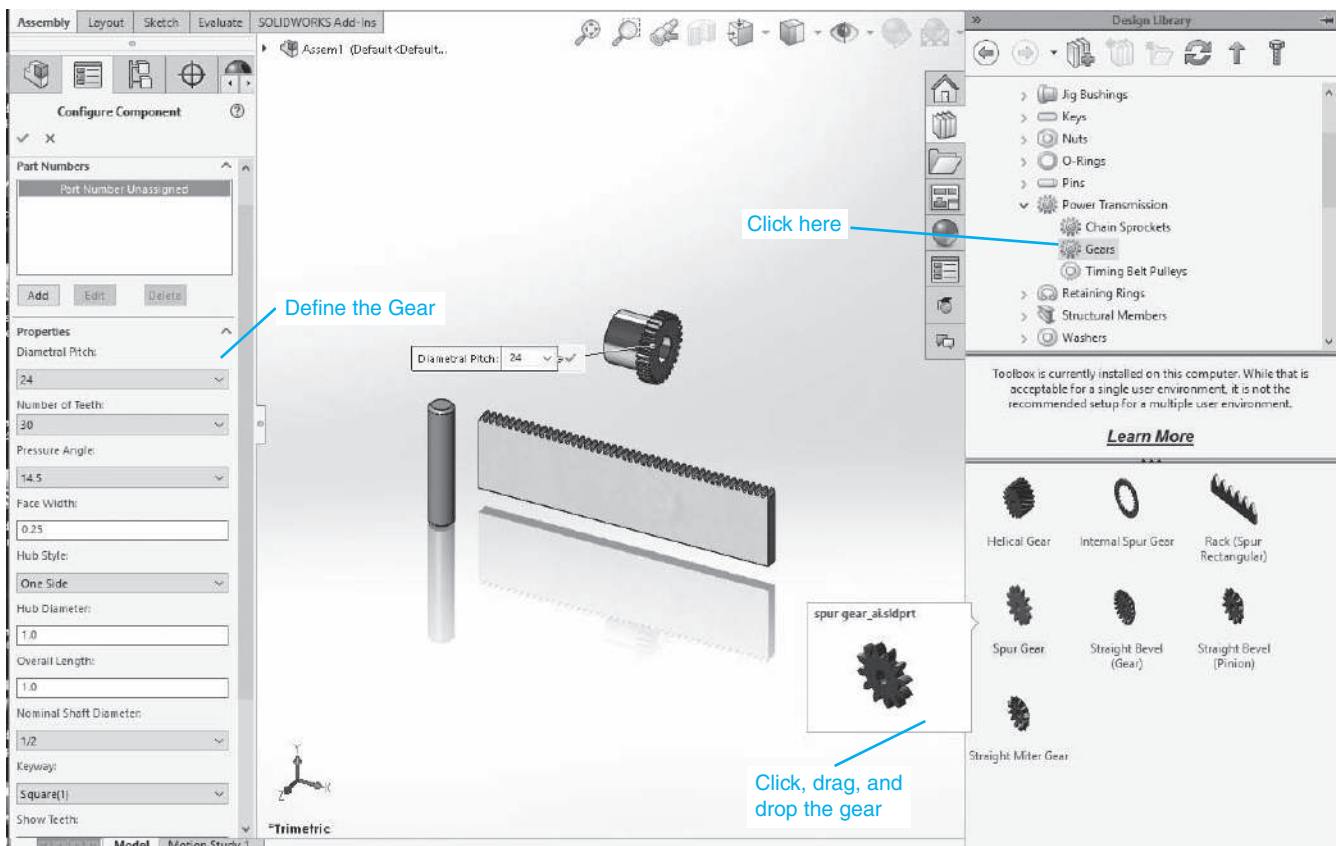 Assembly Layout Sketch Evaluate SOLIDWORKS Add-Ins
Assem1 (Default<Default...
Configure Component
Part Numbers
Part Number Unassigned
Add Edit Delete
Properties
Diametral Pitch:
24
Number of Teeth:
30
Pressure Angle:
14.5
Face Width:
0.25
Hub Style:
One Side
Hub Diameter:
1.0
Overall Length:
1.0
Nominal Shaft Diameter:
1/2
Keyway:
Square(1)
Show Teeth:
Model Motion Study 1
Define the Gear
Diametral Pitch: 24
Y
X
Z
*Trimetric
Click here
Click, drag, and
drop the gear
spur gear_ai.sldprt
Design Library
Jig Bushings
Keys
Nuts
O-Rings
Pins
Power Transmission
Chain Sprockets
Gears
Timing Belt Pulleys
Retaining Rings
Structural Members
Washers
Toolbox is currently installed on this computer. While that is
acceptable for a single user environment, it is not the
recommended setup for a multiple user environment.
Learn More
Helical Gear Internal Spur Gear Rack (Spur
Rectangular)
Spur Gear Straight Bevel Straight Bevel
(Gear) (Pinion)
Straight Miter Gear